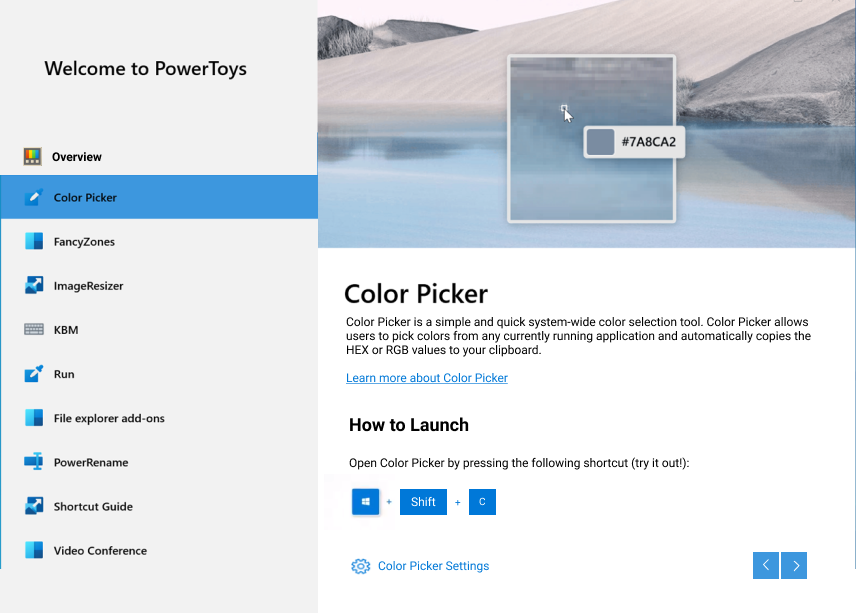 Welcome to PowerToys
Overview
Color Picker
FancyZones
ImageResizer
KBM
Run
File explorer add-ons
PowerRename
Shortcut Guide
Video Conference
#7A8CA2
Color Picker
Color Picker is a simple and quick system-wide color selection tool. Color Picker allows
users to pick colors from any currently running application and automatically copies the
HEX or RGB values to your clipboard.
Learn more about Color Picker
How to Launch
Open Color Picker by pressing the following shortcut (try it out!):
+ Shift + C
Color Picker Settings